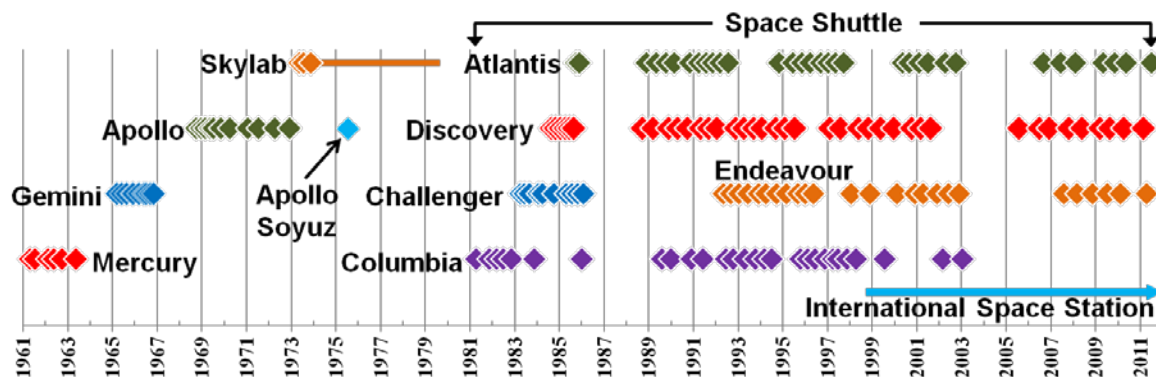 Space Shuttle
Skylab
Atlantis
Apollo
Discovery
Endeavour
Gemini
Apollo
Soyuz
Challenger
Mercury
Columbia
International Space Station
1961
1963
1965
1967
1969
1971
1973
1975
1977
1979
1981
1983
1985
1987
1989
1991
1993
1995
1997
1999
2001
2003
2005
2007
2009
2011